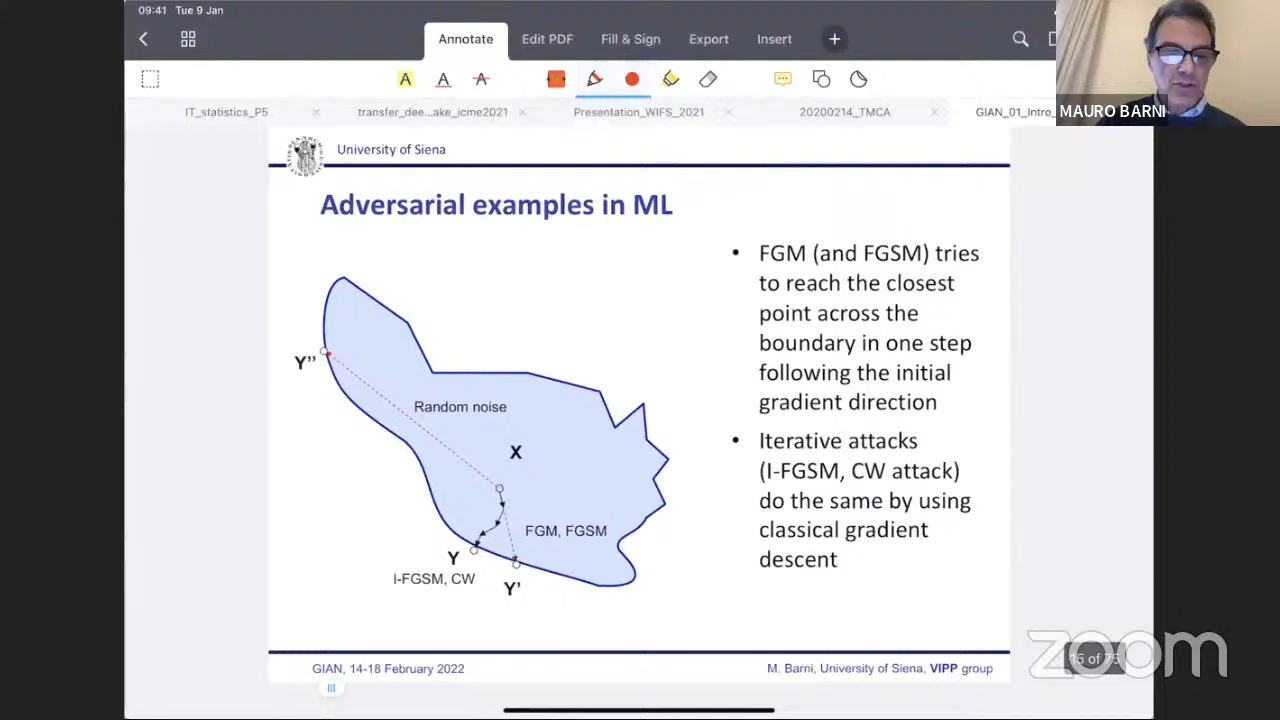 09:41 Tue 9 Jan
Annotate Edit PDF Fill & Sign Export Insert
MAURO BARNI
IT_statistics_P5 transfer_dee...ake_icme2021 Presentation_WIFS_2021 20200214_TMCA GIAN_01_Intro_
University of Siena
Adversarial examples in ML
• FGM (and FGSM) tries
to reach the closest
point across the
boundary in one step
following the initial
gradient direction
• Iterative attacks
(I-FGSM, CW attack)
do the same by using
classical gradient
descent
Y''
Random noise
X
FGM, FGSM
Y
I-FGSM, CW
Y'
GIAN, 14-18 February 2022
M. Barni, University of Siena, VIPP group
15 of 75
zoom